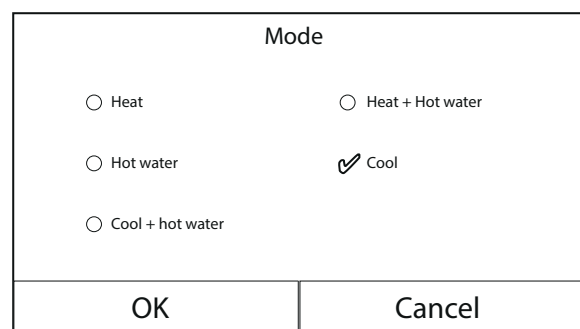 Mode
Heat
Heat + Hot water
Hot water
Cool
Cool + hot water
OK
Cancel